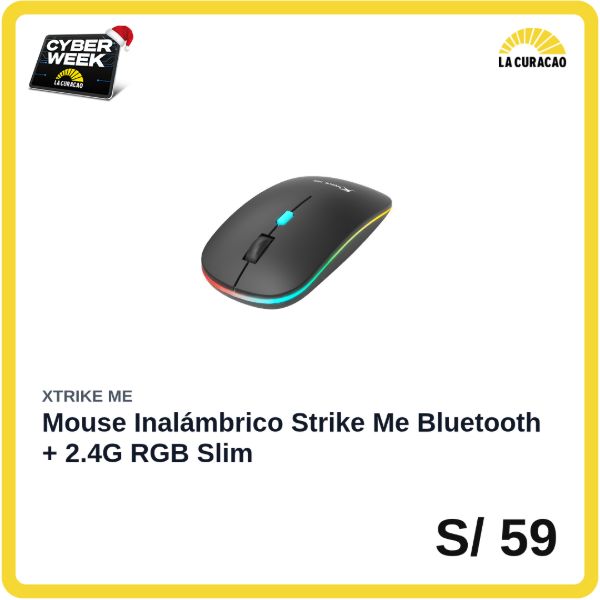 CYBER
WEEK
LA CURACAO
LA CURACAO
XTRIKE ME
Mouse Inalámbrico Strike Me Bluetooth
+ 2.4G RGB Slim
S/ 59